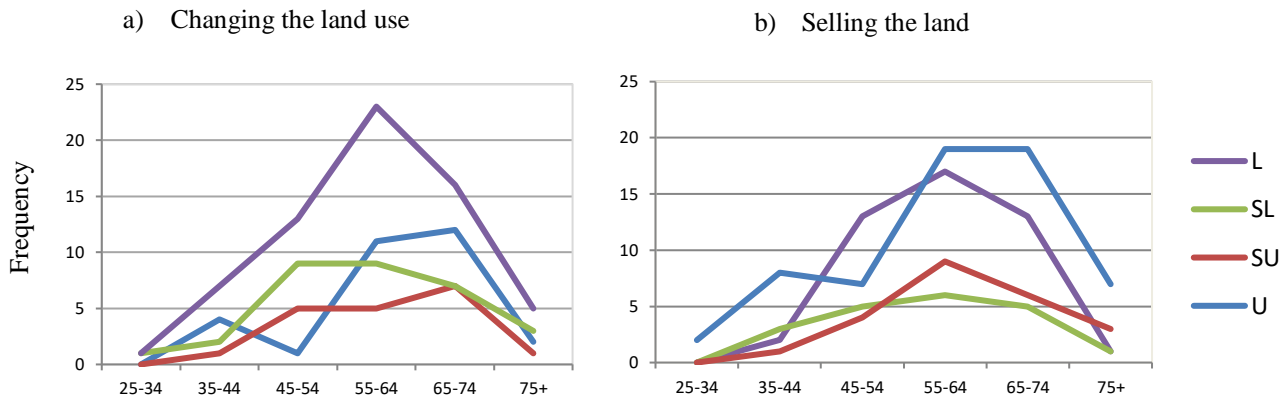 a) Changing the land use
b) Selling the land
Frequency
25
20
15
10
5
0
25-34 35-44 45-54 55-64 65-74 75+
25
20
15
10
5
0
25-34 35-44 45-54 55-64 65-74 75+
L
SL
SU
U